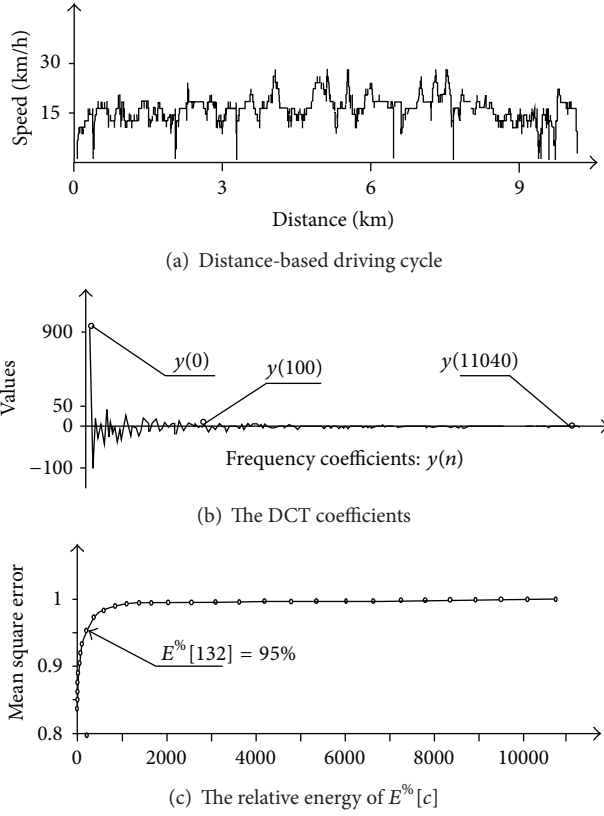 Speed (km/h)
30
15
0 3 6 9
Distance (km)
(a) Distance-based driving cycle
Values
900
50
0
−100
y(0)
y(100)
y(11040)
Frequency coefficients: y(n)
(b) The DCT coefficients
Mean square error
1
0.9
0.8
E^%[132] = 95%
0 2000 4000 6000 8000 10000
(c) The relative energy of E^%[c]